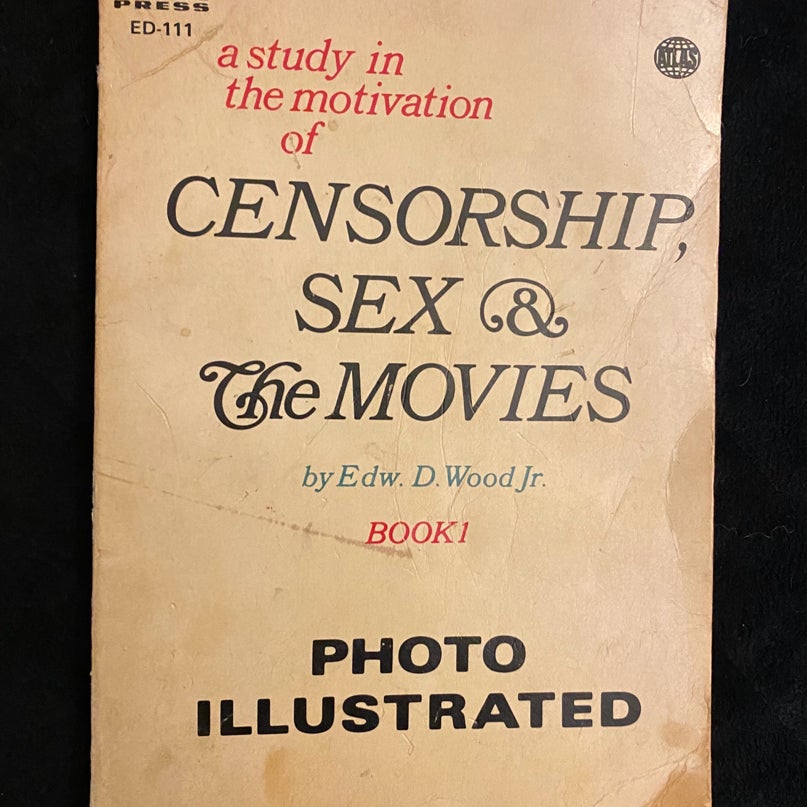 PRESS
ED-111
ATLAS
a study in
the motivation
of
CENSORSHIP,
SEX &
The MOVIES
by Edw. D. Wood Jr.
BOOK 1
PHOTO
ILLUSTRATED